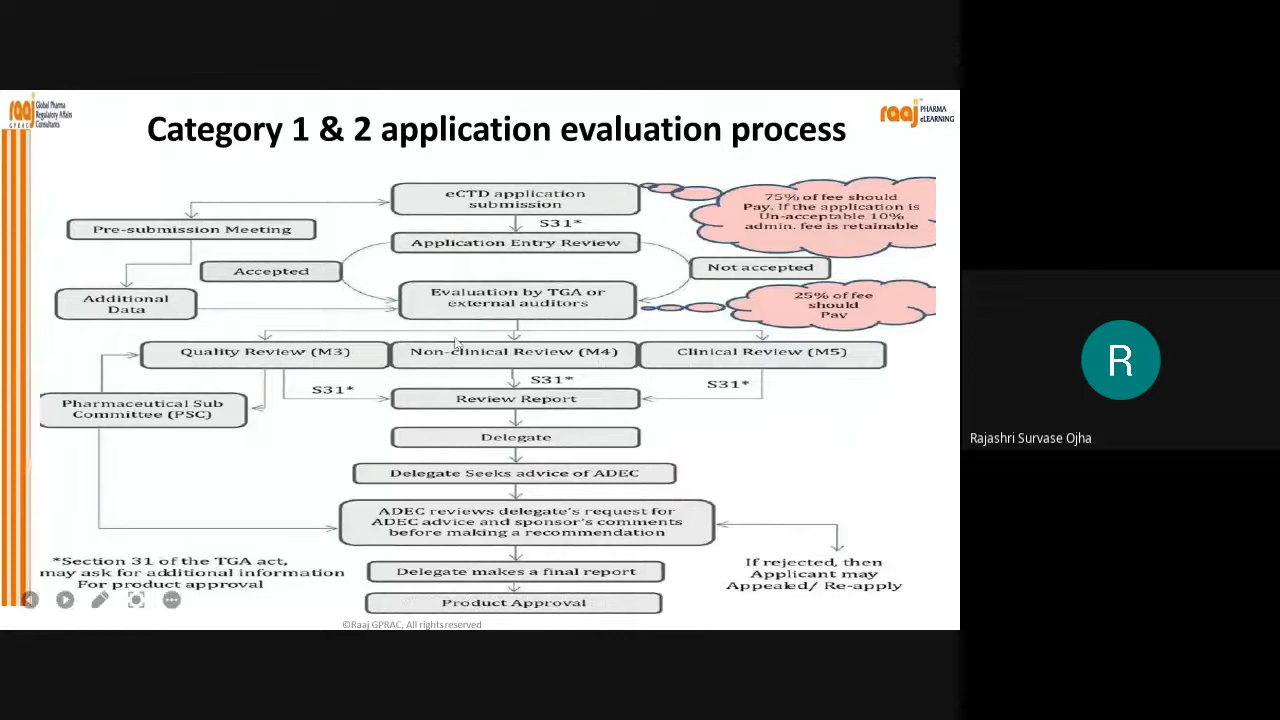 raaj
GPRAC
Global Pharma
Regulatory Affairs
Consultants
raaj
PHARMA
eLEARNING
Category 1 & 2 application evaluation process
eCTD application
submission
75% of fee should
Pay. If the application is
Un-acceptable 10%
admin. fee is retainable
S31*
Pre-submission Meeting
Application Entry Review
Accepted
Not accepted
Additional
Data
Evaluation by TGA or
external auditors
25% of fee
should
Pay
Quality Review (M3)
Non-clinical Review (M4)
Clinical Review (M5)
S31*
S31*
S31*
Pharmaceutical Sub
Committee (PSC)
Review Report
Delegate
Delegate Seeks advice of ADEC
ADEC reviews delegate's request for
ADEC advice and sponsor's comments
before making a recommendation
*Section 31 of the TGA act,
may ask for additional information
For product approval
If rejected, then
Applicant may
Appealed/ Re-apply
Delegate makes a final report
Product Approval
©Raaj GPRAC, All rights reserved
R
Rajashri Survase Ojha